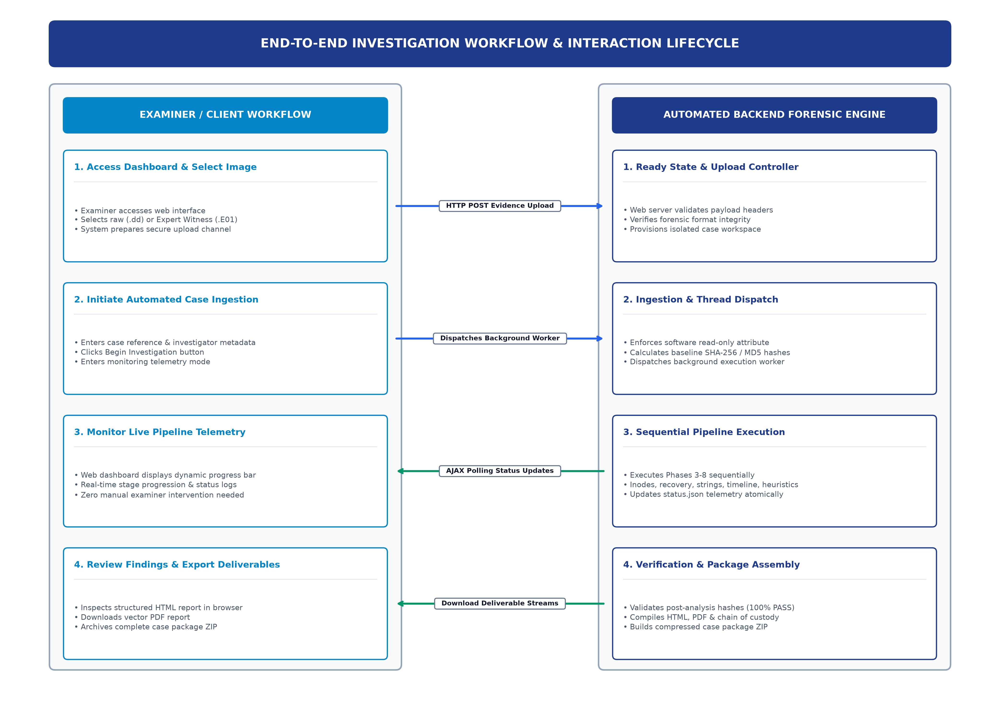 END-TO-END INVESTIGATION WORKFLOW & INTERACTION LIFECYCLE
EXAMINER / CLIENT WORKFLOW
1. Access Dashboard & Select Image
• Examiner accesses web interface
• Selects raw (.dd) or Expert Witness (.E01)
• System prepares secure upload channel
2. Initiate Automated Case Ingestion
• Enters case reference & investigator metadata
• Clicks Begin Investigation button
• Enters monitoring telemetry mode
3. Monitor Live Pipeline Telemetry
• Web dashboard displays dynamic progress bar
• Real-time stage progression & status logs
• Zero manual examiner intervention needed
4. Review Findings & Export Deliverables
• Inspects structured HTML report in browser
• Downloads vector PDF report
• Archives complete case package ZIP
HTTP POST Evidence Upload
Dispatches Background Worker
AJAX Polling Status Updates
Download Deliverable Streams
AUTOMATED BACKEND FORENSIC ENGINE
1. Ready State & Upload Controller
• Web server validates payload headers
• Verifies forensic format integrity
• Provisions isolated case workspace
2. Ingestion & Thread Dispatch
• Enforces software read-only attribute
• Calculates baseline SHA-256 / MD5 hashes
• Dispatches background execution worker
3. Sequential Pipeline Execution
• Executes Phases 3-8 sequentially
• Inodes, recovery, strings, timeline, heuristics
• Updates status.json telemetry atomically
4. Verification & Package Assembly
• Validates post-analysis hashes (100% PASS)
• Compiles HTML, PDF & chain of custody
• Builds compressed case package ZIP